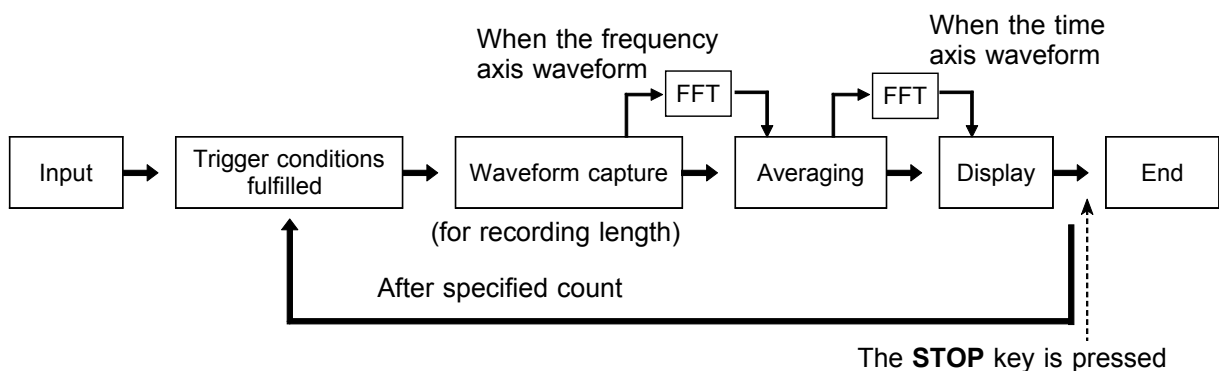 When the frequency
axis waveform
When the time
axis waveform
FFT
FFT
Input
Trigger conditions
fulfilled
Waveform capture
Averaging
Display
End
(for recording length)
After specified count
The STOP key is pressed